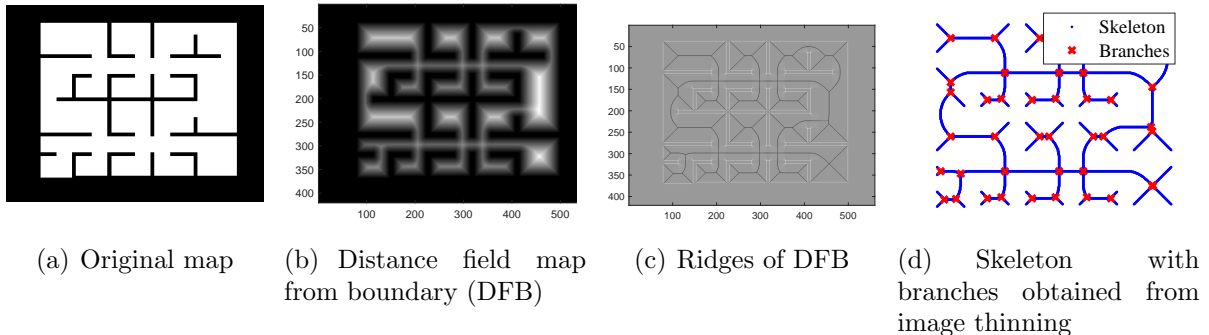 50
100
150
200
250
300
350
400
100 200 300 400 500
(b) Distance field map
from boundary (DFB)
50
100
150
200
250
300
350
400
100 200 300 400 500
(c) Ridges of DFB
Skeleton
Branches
(d) Skeleton with
branches obtained from
image thinning
(a) Original map